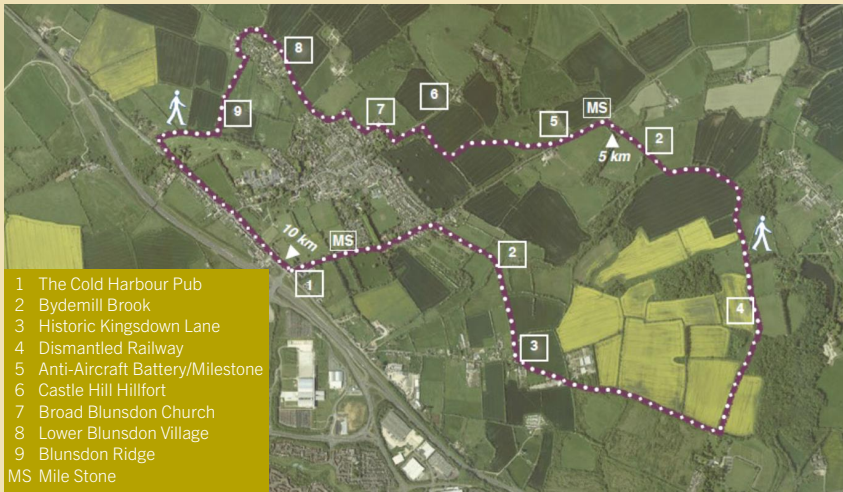 8
9
7
6
5
MS
2
5 km
10 km
MS
1
2
3
4
1 The Cold Harbour Pub
2 Bydemill Brook
3 Historic Kingsdown Lane
4 Dismantled Railway
5 Anti-Aircraft Battery/Milestone
6 Castle Hill Hillfort
7 Broad Blunsdon Church
8 Lower Blunsdon Village
9 Blunsdon Ridge
MS Mile Stone